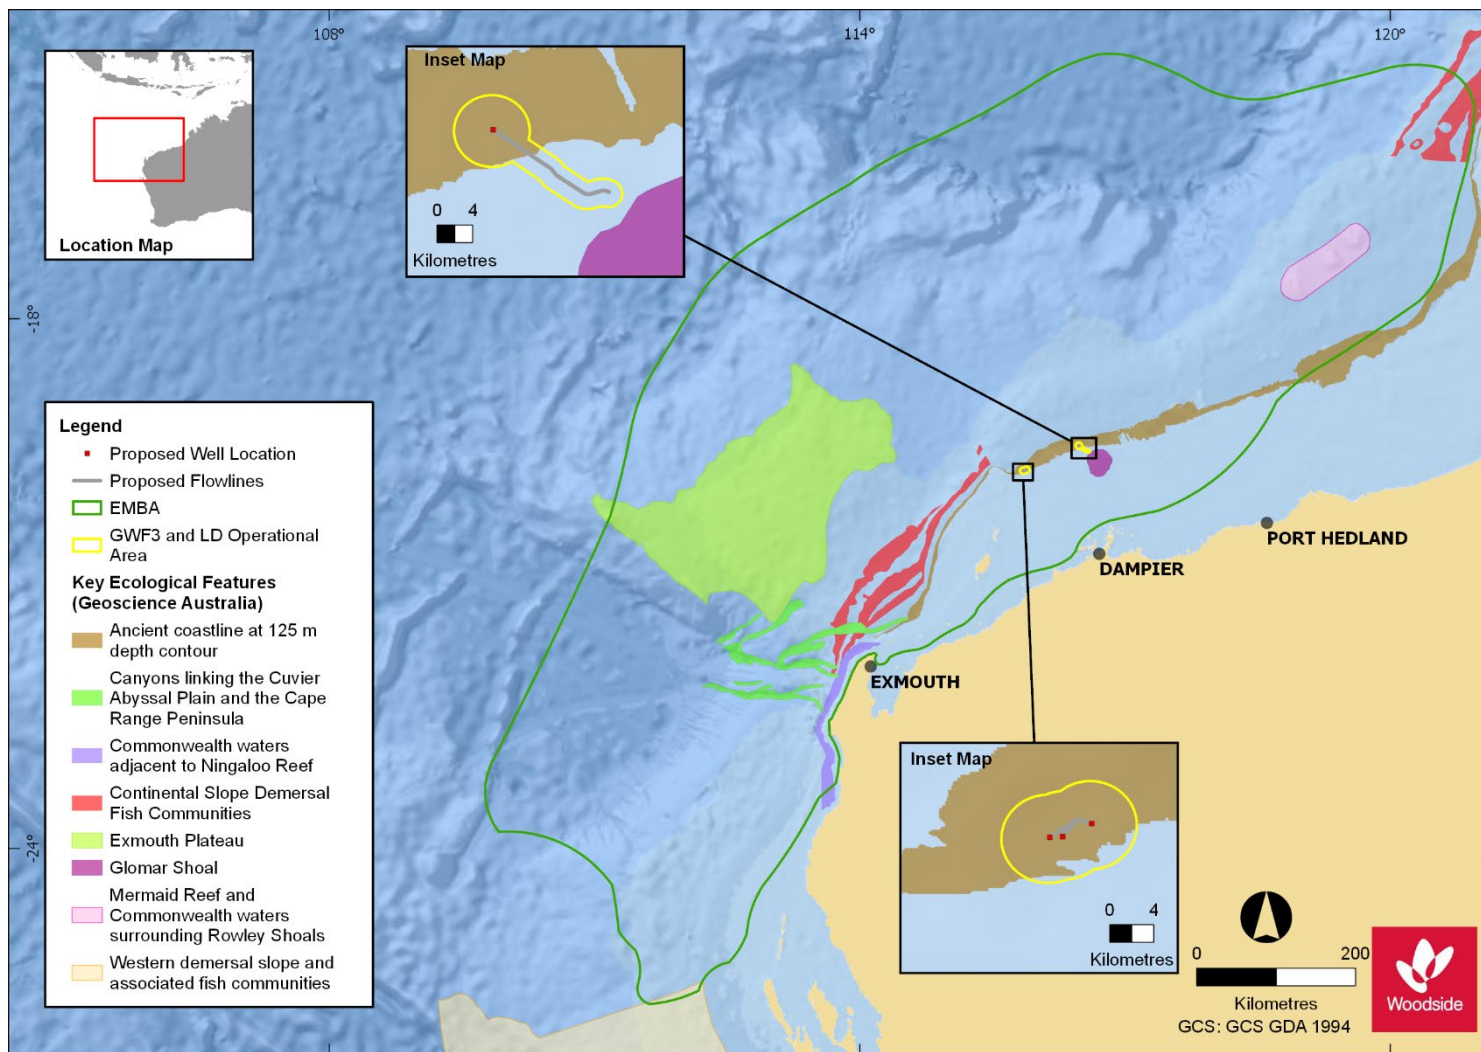 108°
114°
120°
-18°
-24°
Location Map
Inset Map
0 4
Kilometres
Legend
Proposed Well Location
Proposed Flowlines
EMBA
GWF3 and LD Operational
Area
Key Ecological Features
(Geoscience Australia)
Ancient coastline at 125 m
depth contour
Canyons linking the Cuvier
Abyssal Plain and the Cape
Range Peninsula
Commonwealth waters
adjacent to Ningaloo Reef
Continental Slope Demersal
Fish Communities
Exmouth Plateau
Glomar Shoal
Mermaid Reef and
Commonwealth waters
surrounding Rowley Shoals
Western demersal slope and
associated fish communities
PORT HEDLAND
DAMPIER
EXMOUTH
Inset Map
0 4
Kilometres
0 200
Kilometres
GCS: GCS GDA 1994
Woodside